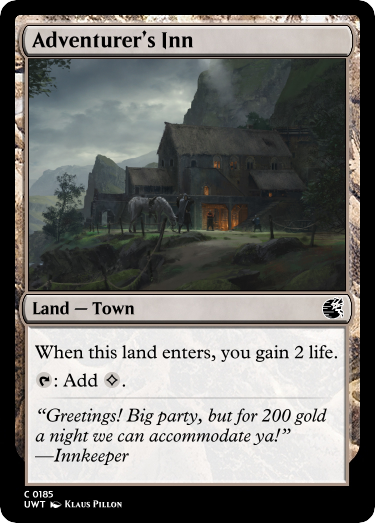 Adventurer's Inn
Land — Town
When this land enters, you gain 2 life.
: Add .
“Greetings! Big party, but for 200 gold
a night we can accommodate ya!”
—Innkeeper
C 0185
UWT Klaus Pillon